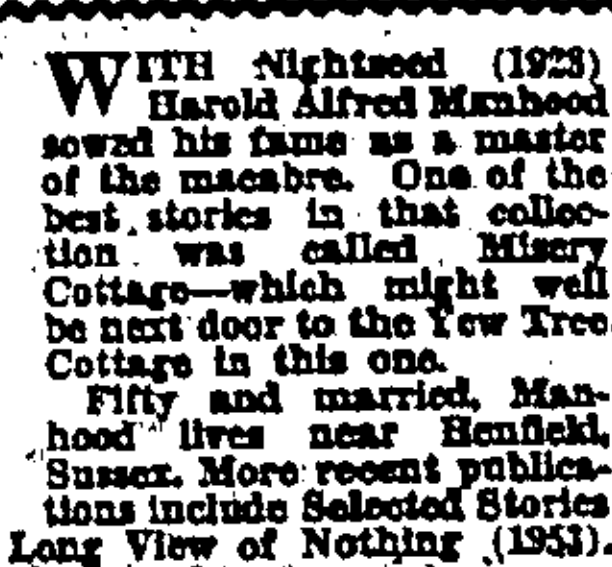 WITH Nightseed (1928)
Harold Alfred Manhood
sowed his fame as a master
of the macabre. One of the
best stories in that collec-
tion was called Misery
Cottage—which might well
be next door to the Yew Tree
Cottage in this one.
Fifty and married, Man-
hood lives near Henfield,
Sussex. More recent publica-
tions include Selected Stories
Long View of Nothing (1953).